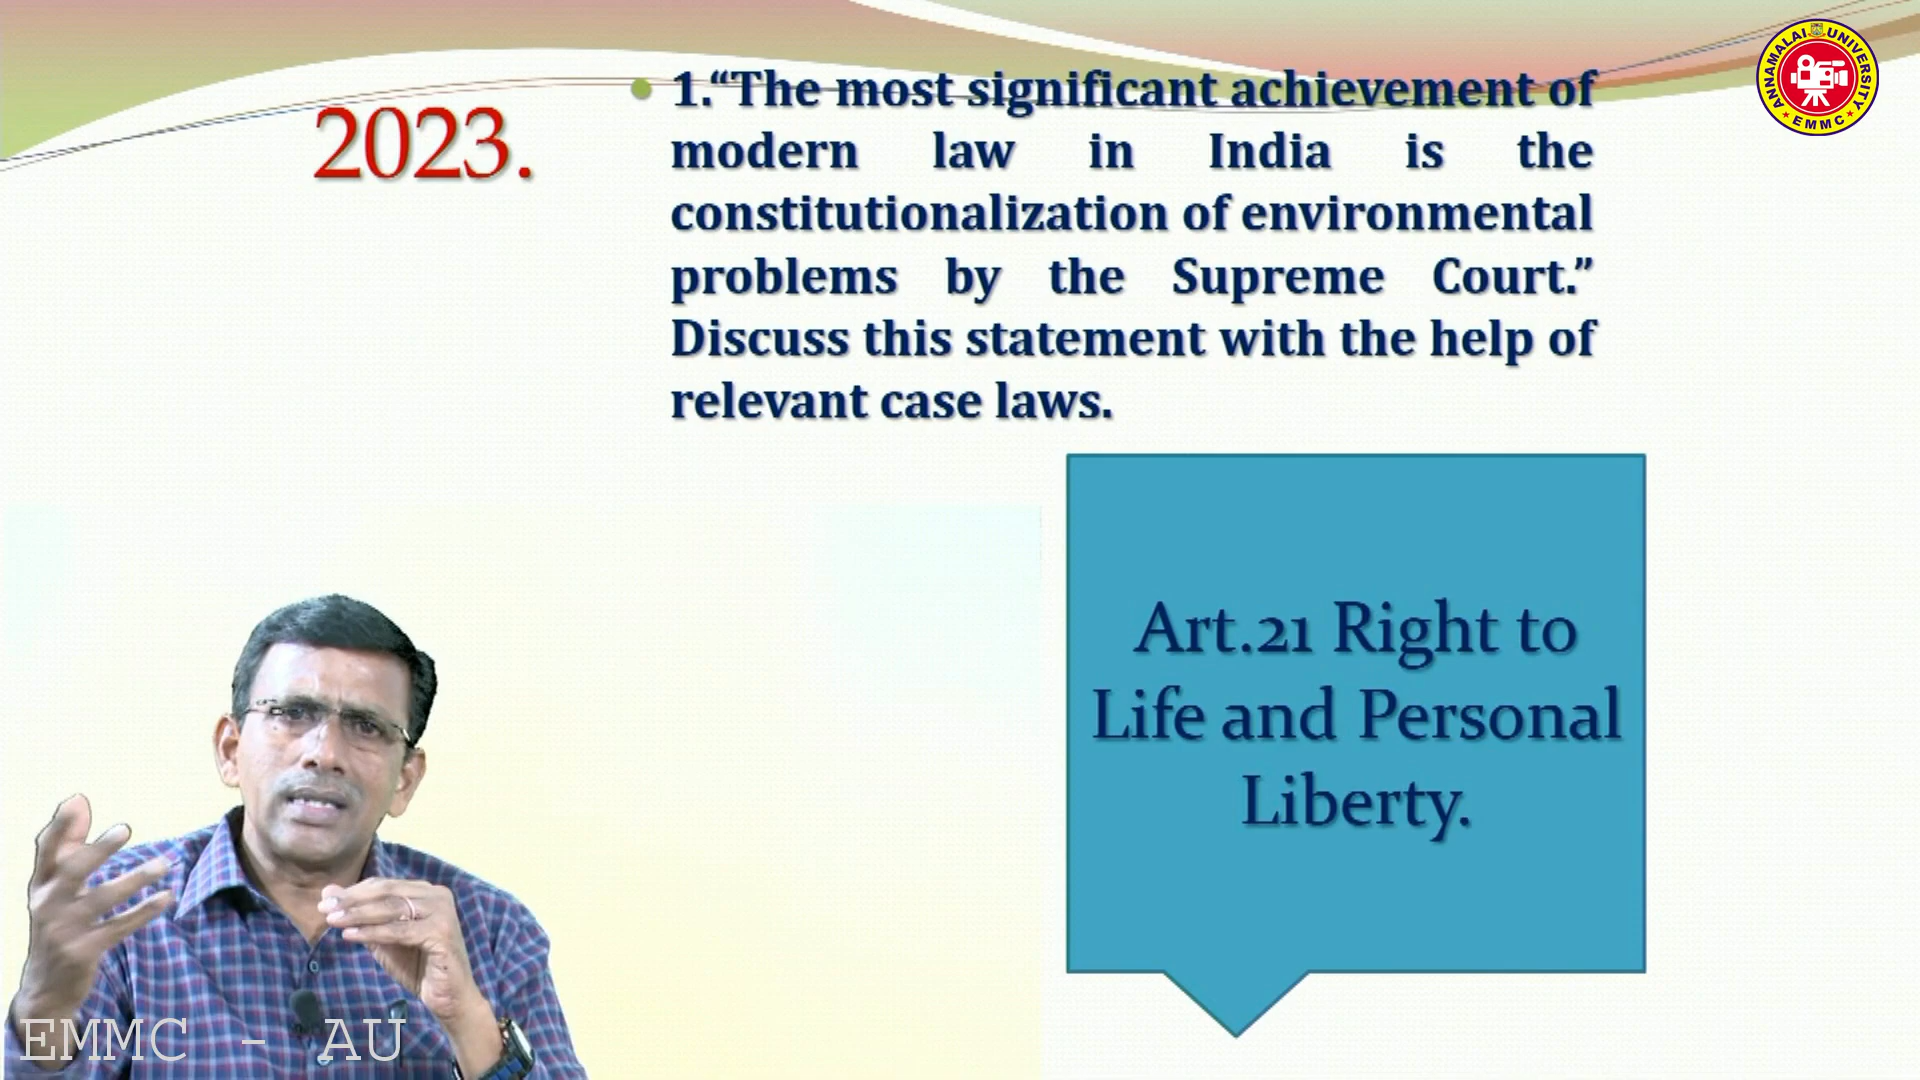 2023.
1.“The most significant achievement of
modern law in India is the
constitutionalization of environmental
problems by the Supreme Court.”
Discuss this statement with the help of
relevant case laws.
Art.21 Right to
Life and Personal
Liberty.
ANNAMALAI UNIVERSITY
EMMC
EMMC - AU